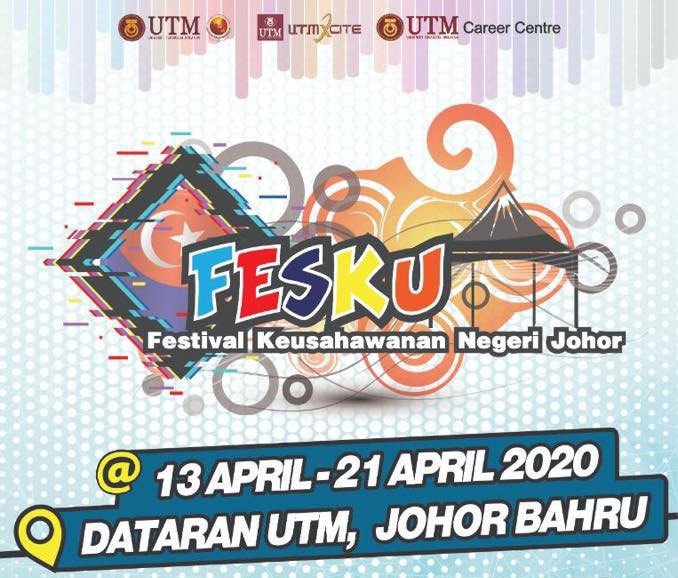 UTM
UTM XCITE
UTM Career Centre
FESKU
Festival Keusahawanan Negeri Johor
@ 13 APRIL - 21 APRIL 2020
DATARAN UTM, JOHOR BAHRU